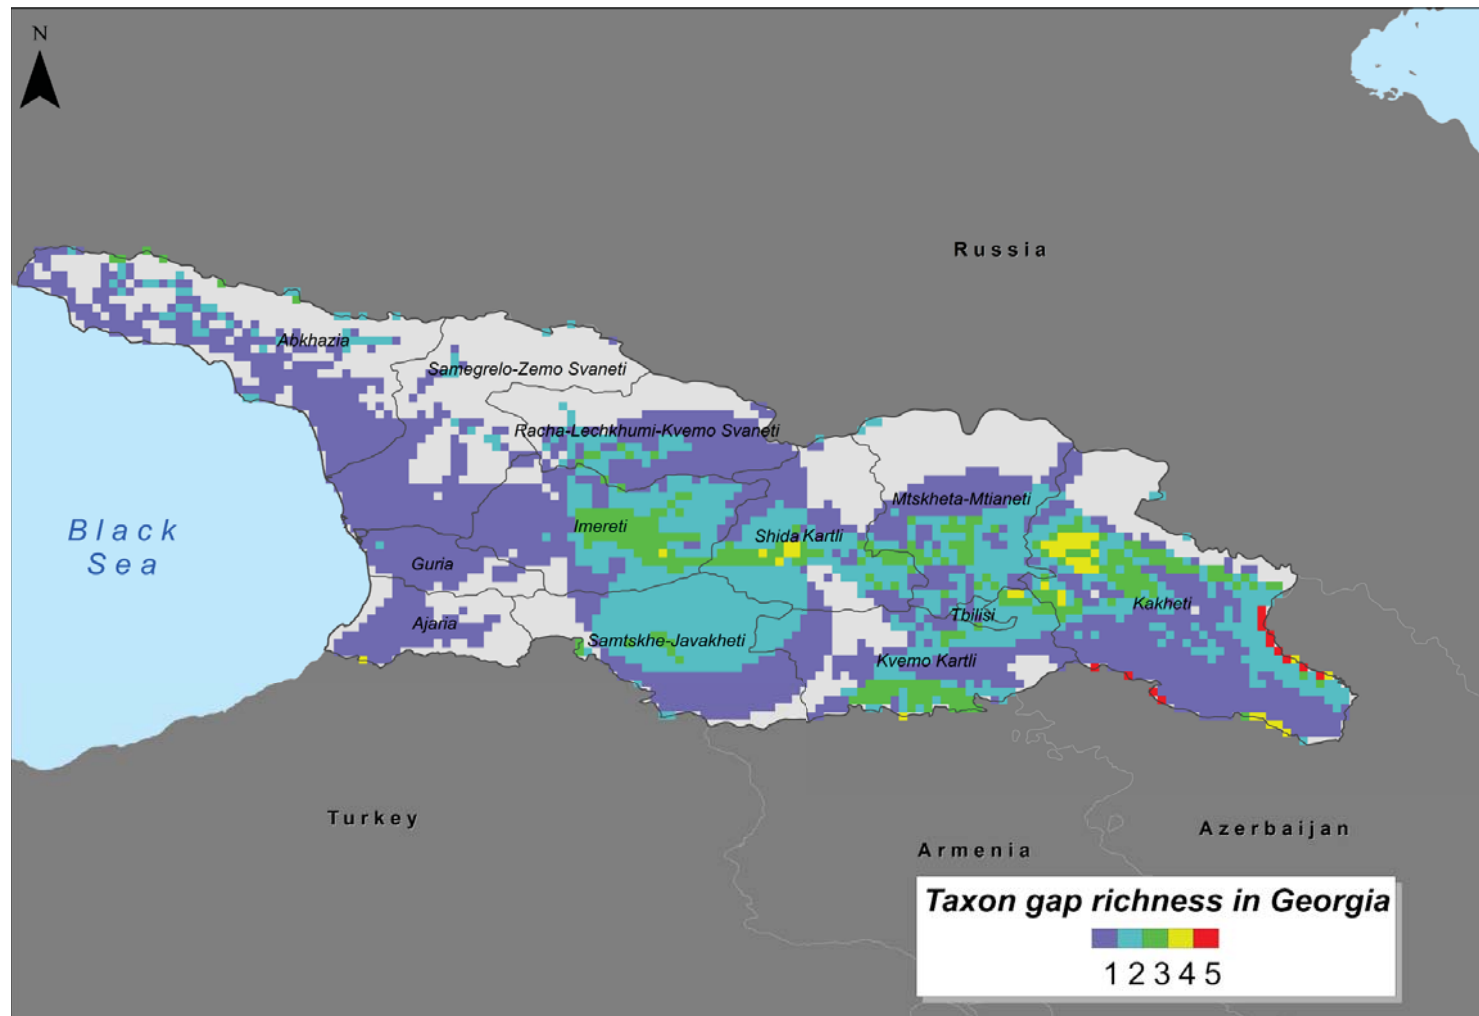 N
Russia
Abkhazia
Samegrelo-Zemo Svaneti
Racha-Lechkhumi-Kvemo Svaneti
Mtskheta-Mtianeti
Imereti
Shida Kartli
Black
Sea
Guria
Kakheti
Ajaria
Tbilisi
Samtskhe-Javakheti
Kvemo Kartli
Turkey
Azerbaijan
Armenia
Taxon gap richness in Georgia
1 2 3 4 5